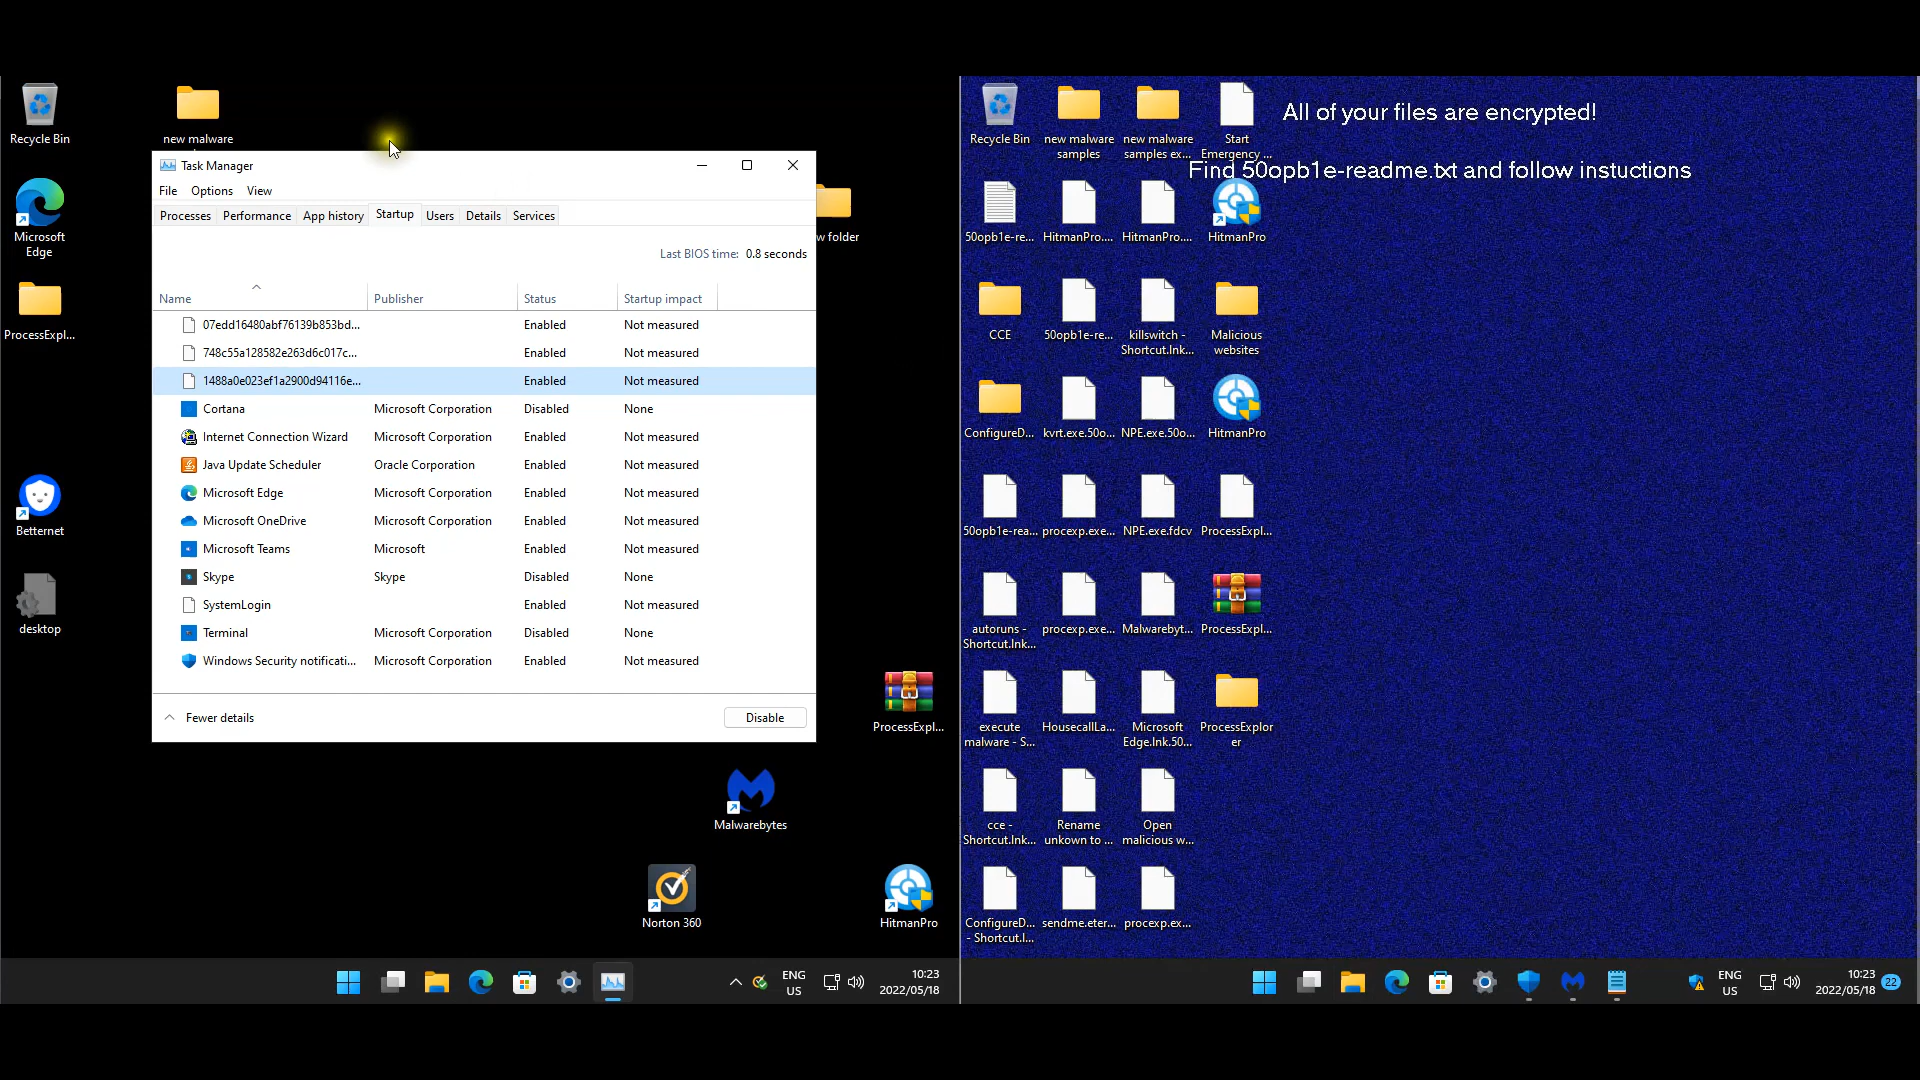 Recycle Bin
new malware
Microsoft
Edge
ProcessExpl...
Betternet
desktop
Task Manager
File Options View
Processes Performance App history Startup Users Details Services
Last BIOS time: 0.8 seconds
Name Publisher Status Startup impact
07edd16480abf76139b853bd... Enabled Not measured
748c55a128582e263d6c017c... Enabled Not measured
1488a0e023ef1a2900d94116e... Enabled Not measured
Cortana Microsoft Corporation Disabled None
Internet Connection Wizard Microsoft Corporation Enabled Not measured
Java Update Scheduler Oracle Corporation Enabled Not measured
Microsoft Edge Microsoft Corporation Enabled Not measured
Microsoft OneDrive Microsoft Corporation Enabled Not measured
Microsoft Teams Microsoft Enabled Not measured
Skype Skype Disabled None
SystemLogin Enabled Not measured
Terminal Microsoft Corporation Disabled None
Windows Security notificati... Microsoft Corporation Enabled Not measured
Fewer details Disable
w folder
ProcessExpl...
Malwarebytes
Norton 360
HitmanPro
ENG
US
10:23
2022/05/18
All of your files are encrypted!
Find 50opb1e-readme.txt and follow instuctions
Recycle Bin
new malware
samples
new malware
samples ex...
Start
Emergency ...
50opb1e-re...
HitmanPro....
HitmanPro....
HitmanPro
CCE
50opb1e-re...
killswitch -
Shortcut.lnk...
Malicious
websites
ConfigureD...
kvrt.exe.50o...
NPE.exe.50o...
HitmanPro
50opb1e-rea...
procexp.exe...
NPE.exe.fdcv
ProcessExpl...
autoruns -
Shortcut.lnk...
procexp.exe...
Malwarebyt...
ProcessExpl...
execute
malware - S...
HousecallLa...
Microsoft
Edge.lnk.50...
ProcessExplor
er
cce -
Shortcut.lnk...
Rename
unkown to ...
Open
malicious w...
ConfigureD...
- Shortcut.l...
sendme.eter...
procexp.ex...
ENG
US
10:23
2022/05/18
22